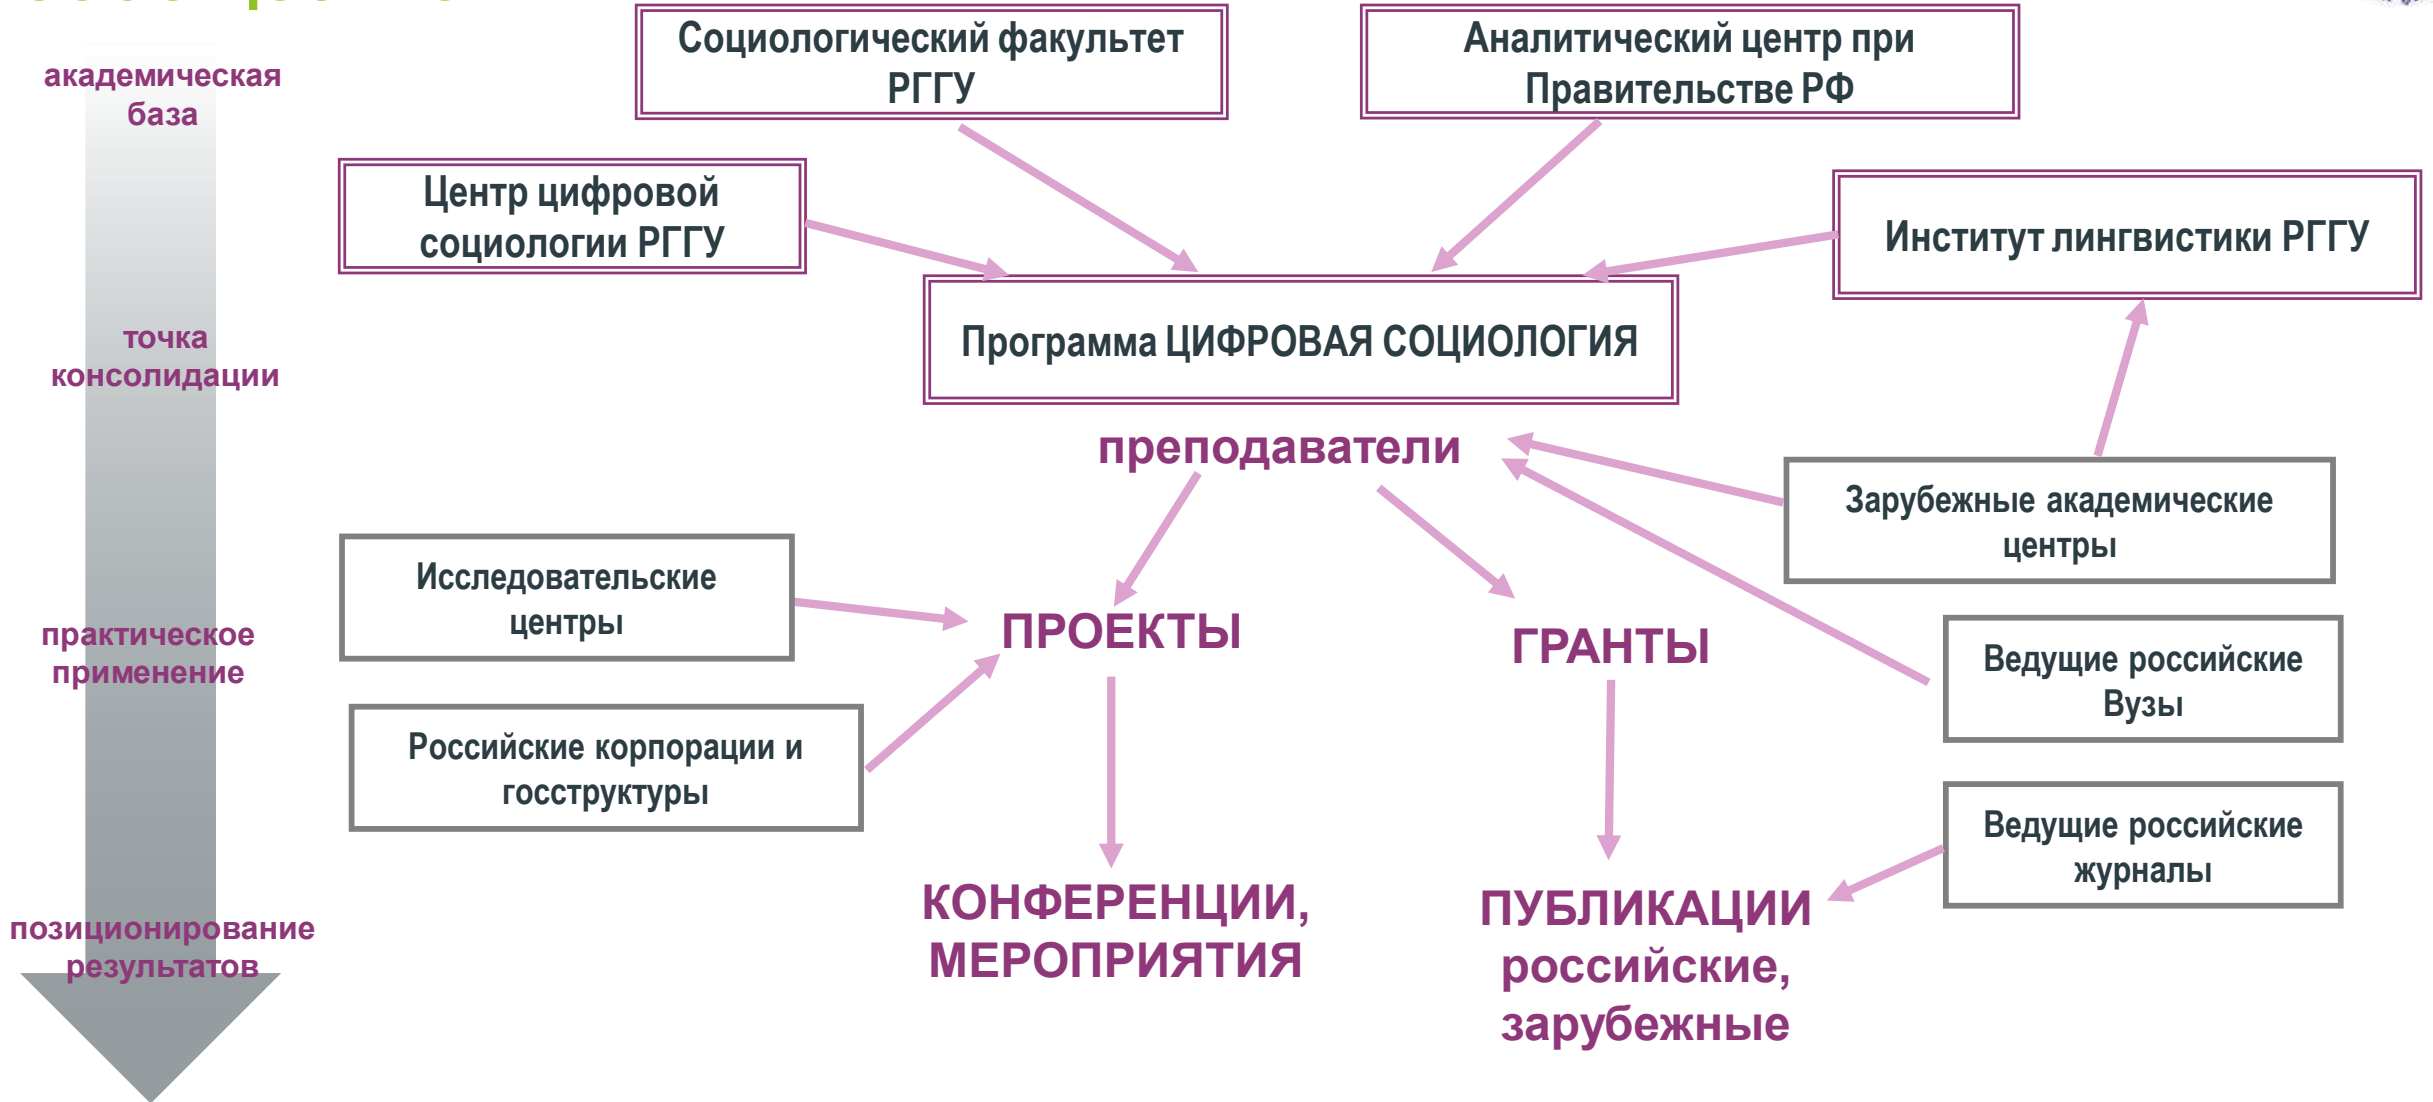 академическая
база
Социологический факультет
РГГУ
Аналитический центр при
Правительстве РФ
Центр цифровой
социологии РГГУ
Институт лингвистики РГГУ
точка
консолидации
Программа ЦИФРОВАЯ СОЦИОЛОГИЯ
преподаватели
Зарубежные академические
центры
Исследовательские
центры
практическое
применение
ПРОЕКТЫ
ГРАНТЫ
Ведущие российские
Вузы
Российские корпорации и
госструктуры
Ведущие российские
журналы
позиционирование
результатов
КОНФЕРЕНЦИИ,
МЕРОПРИЯТИЯ
ПУБЛИКАЦИИ
российские,
зарубежные